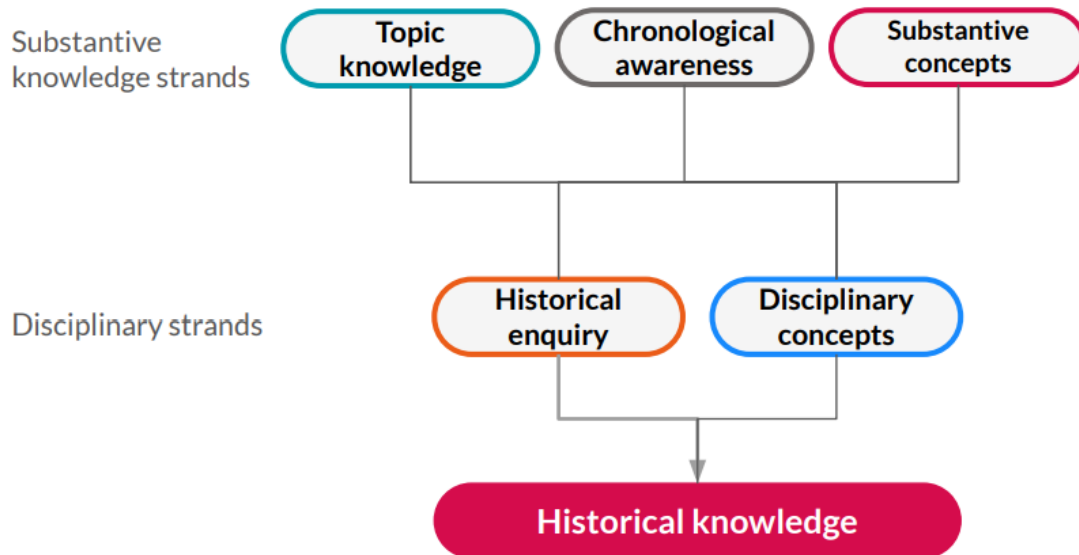 Substantive
knowledge strands
Topic
knowledge
Chronological
awareness
Substantive
concepts
Disciplinary strands
Historical
enquiry
Disciplinary
concepts
Historical knowledge